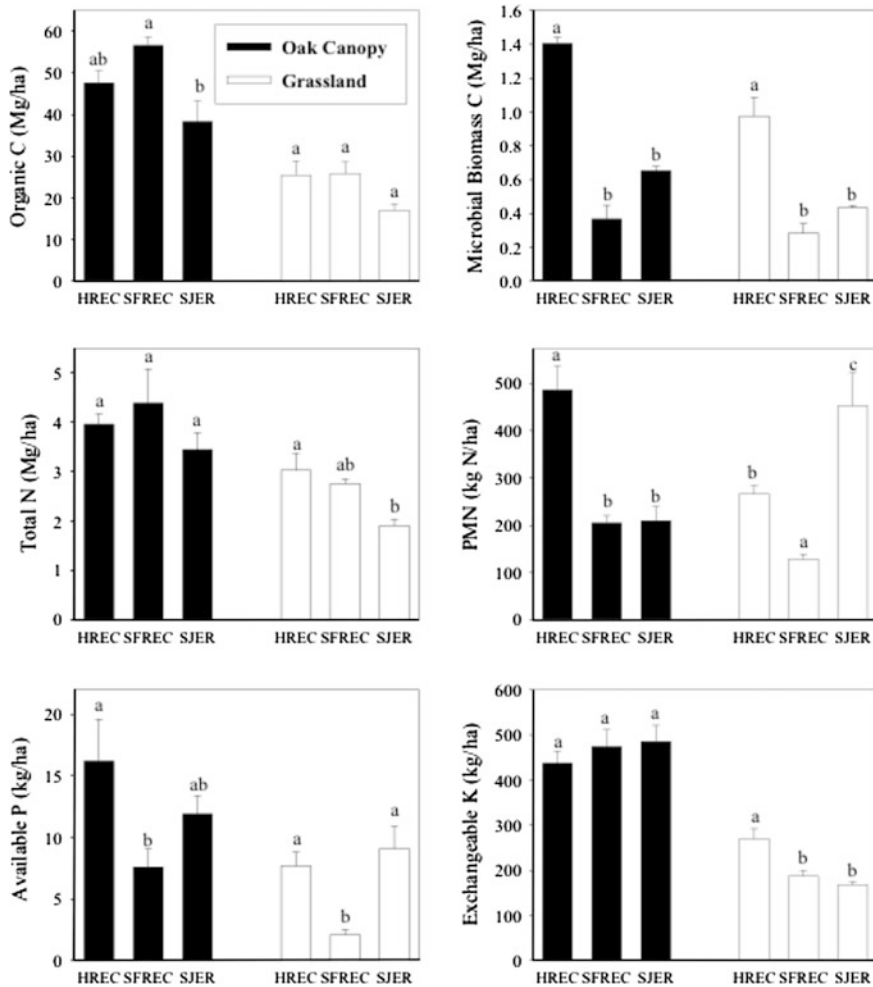 Organic C (Mg/ha)
60
50
40
30
20
10
0
ab
a
b
a
a
a
Oak Canopy
Grassland
HREC SFREC SJER
HREC SFREC SJER
Microbial Biomass C (Mg/ha)
1.6
1.4
1.2
1.0
0.8
0.6
0.4
0.2
0.0
a
b
b
a
b
b
HREC SFREC SJER
HREC SFREC SJER
Total N (Mg/ha)
5
4
3
2
1
0
a
a
a
a
ab
b
HREC SFREC SJER
HREC SFREC SJER
PMN (kg N/ha)
500
400
300
200
100
0
a
b
b
b
a
c
HREC SFREC SJER
HREC SFREC SJER
Available P (kg/ha)
20
15
10
5
0
a
b
ab
a
b
a
HREC SFREC SJER
HREC SFREC SJER
Exchangeable K (kg/ha)
600
500
400
300
200
100
0
a
a
a
a
b
b
HREC SFREC SJER
HREC SFREC SJER